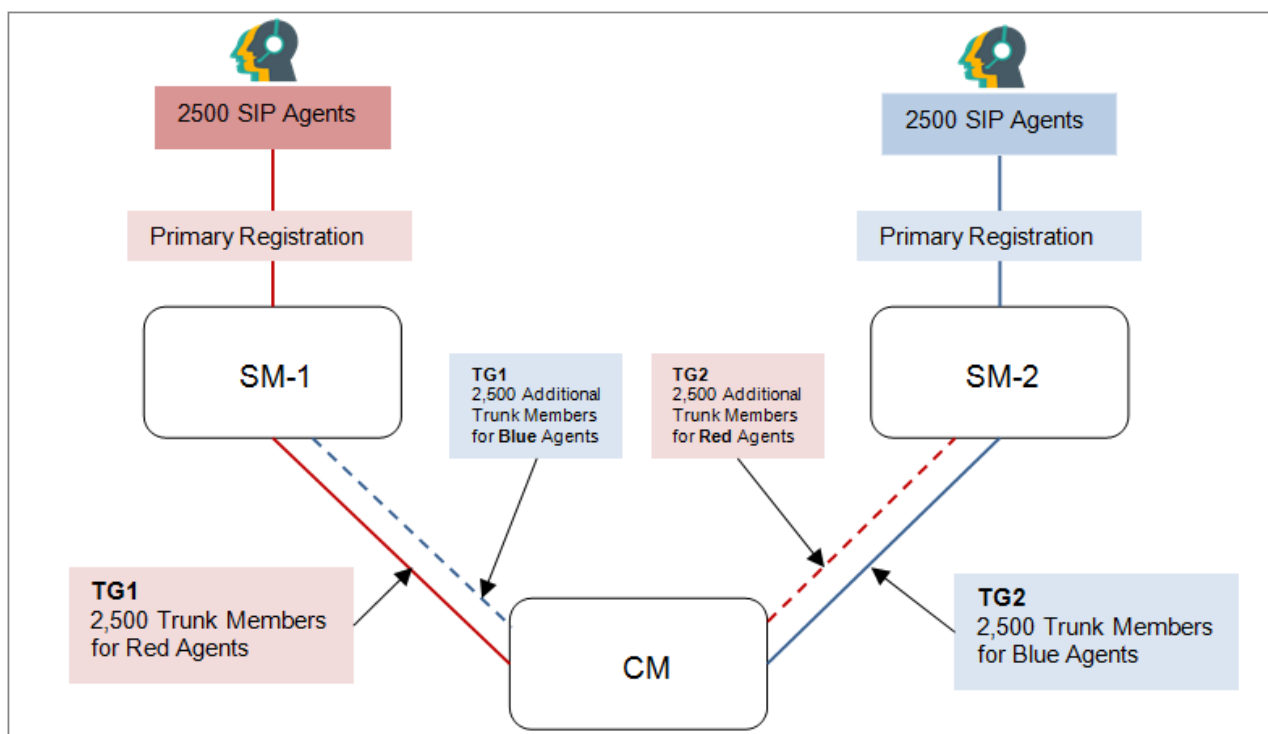 2500 SIP Agents
2500 SIP Agents
Primary Registration
Primary Registration
SM-1
SM-2
TG1
2,500 Additional
Trunk Members
for Blue Agents
TG2
2,500 Additional
Trunk Members
for Red Agents
TG1
2,500 Trunk Members
for Red Agents
TG2
2,500 Trunk Members
for Blue Agents
CM